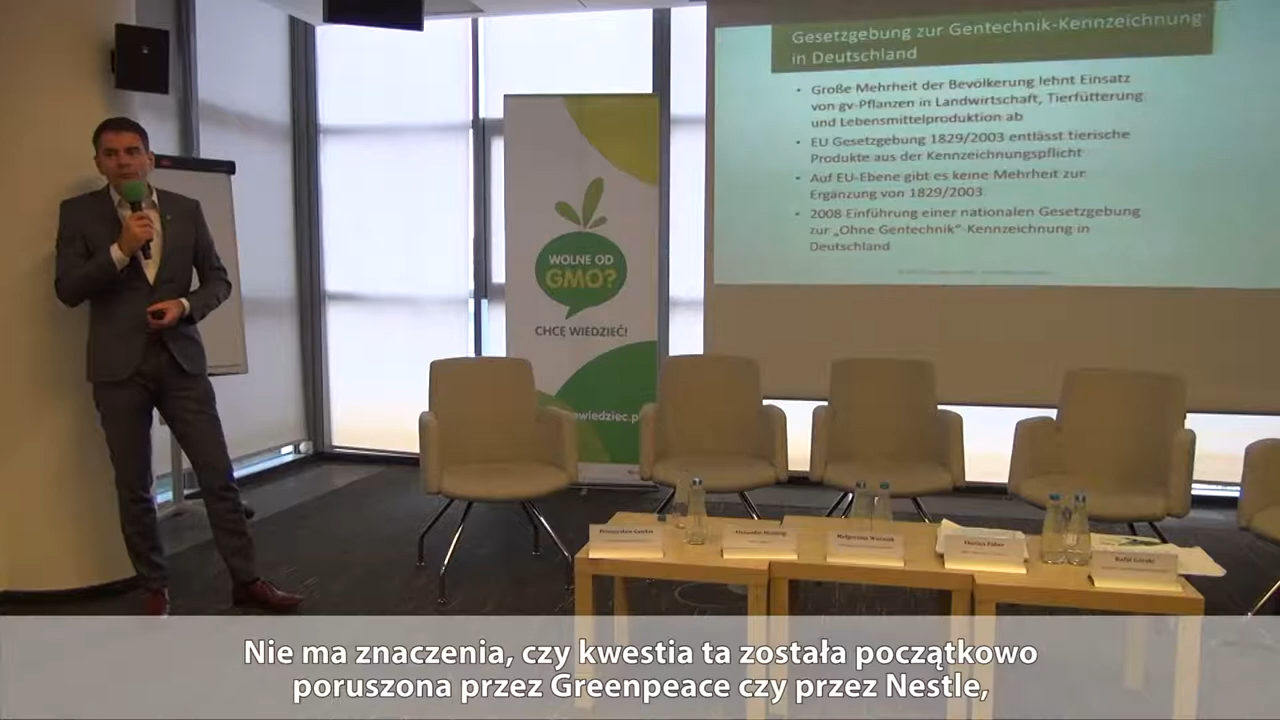 Gesetzgebung zur Gentechnik-Kennzeichnung
in Deutschland
• Große Mehrheit der Bevölkerung lehnt Einsatz
von gv-Pflanzen in Landwirtschaft, Tierfütterung
und Lebensmittelproduktion ab
• EU Gesetzgebung 1829/2003 entlässt tierische
Produkte aus der Kennzeichnungspflicht
• Auf EU-Ebene gibt es keine Mehrheit zur
Ergänzung von 1829/2003
• 2008 Einführung einer nationalen Gesetzgebung
zur „Ohne Gentechnik“-Kennzeichnung in
Deutschland
WOLNE OD
GMO?
CHCĘ WIEDZIEĆ!
wiedziec.p
Florian Faber
Nie ma znaczenia, czy kwestia ta została początkowo
poruszona przez Greenpeace czy przez Nestle,